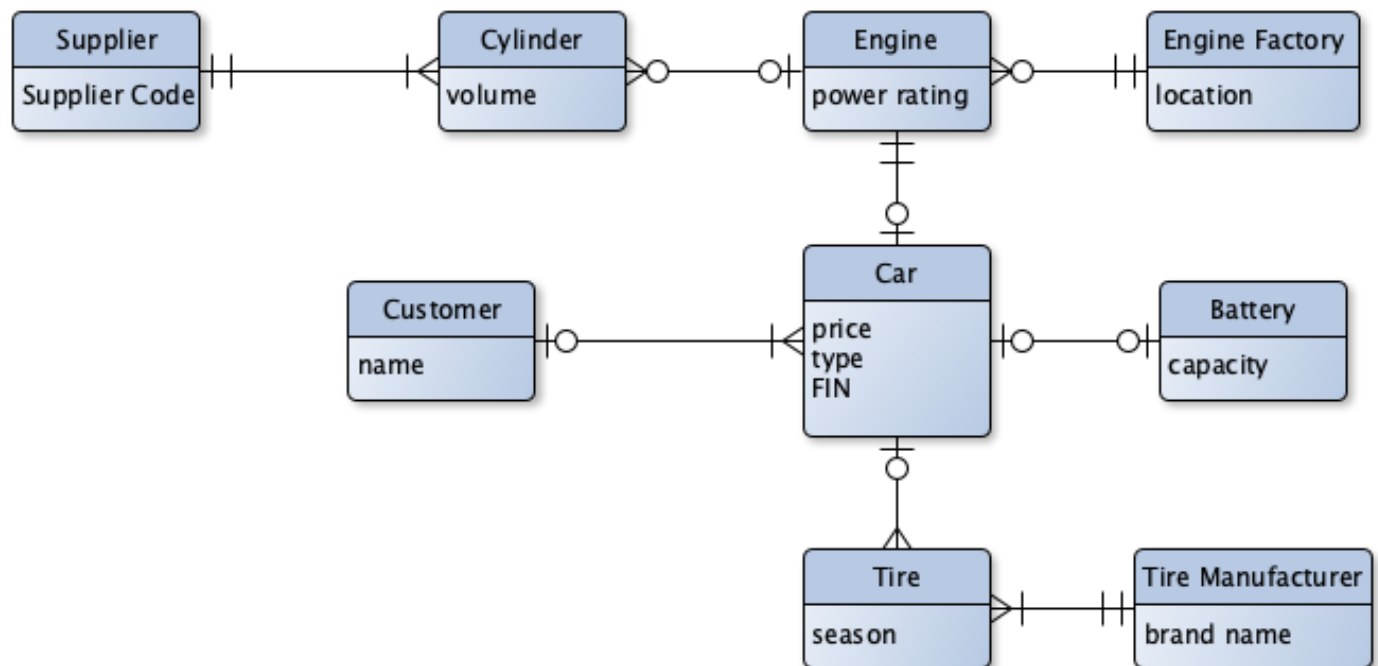 Supplier
Supplier Code
Cylinder
volume
Engine
power rating
Engine Factory
location
Customer
name
Car
price
type
FIN
Battery
capacity
Tire
season
Tire Manufacturer
brand name